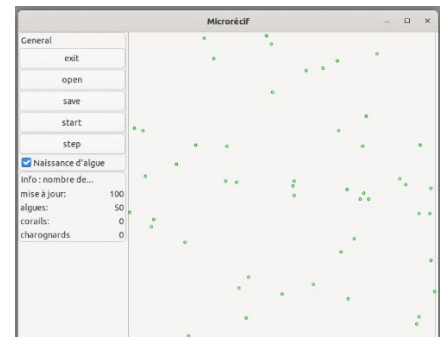 Microrécif
General
exit
open
save
start
step
Naissance d'algue
Info : nombre de...
mise à jour: 100
algues: 50
corails: 0
charognards 0